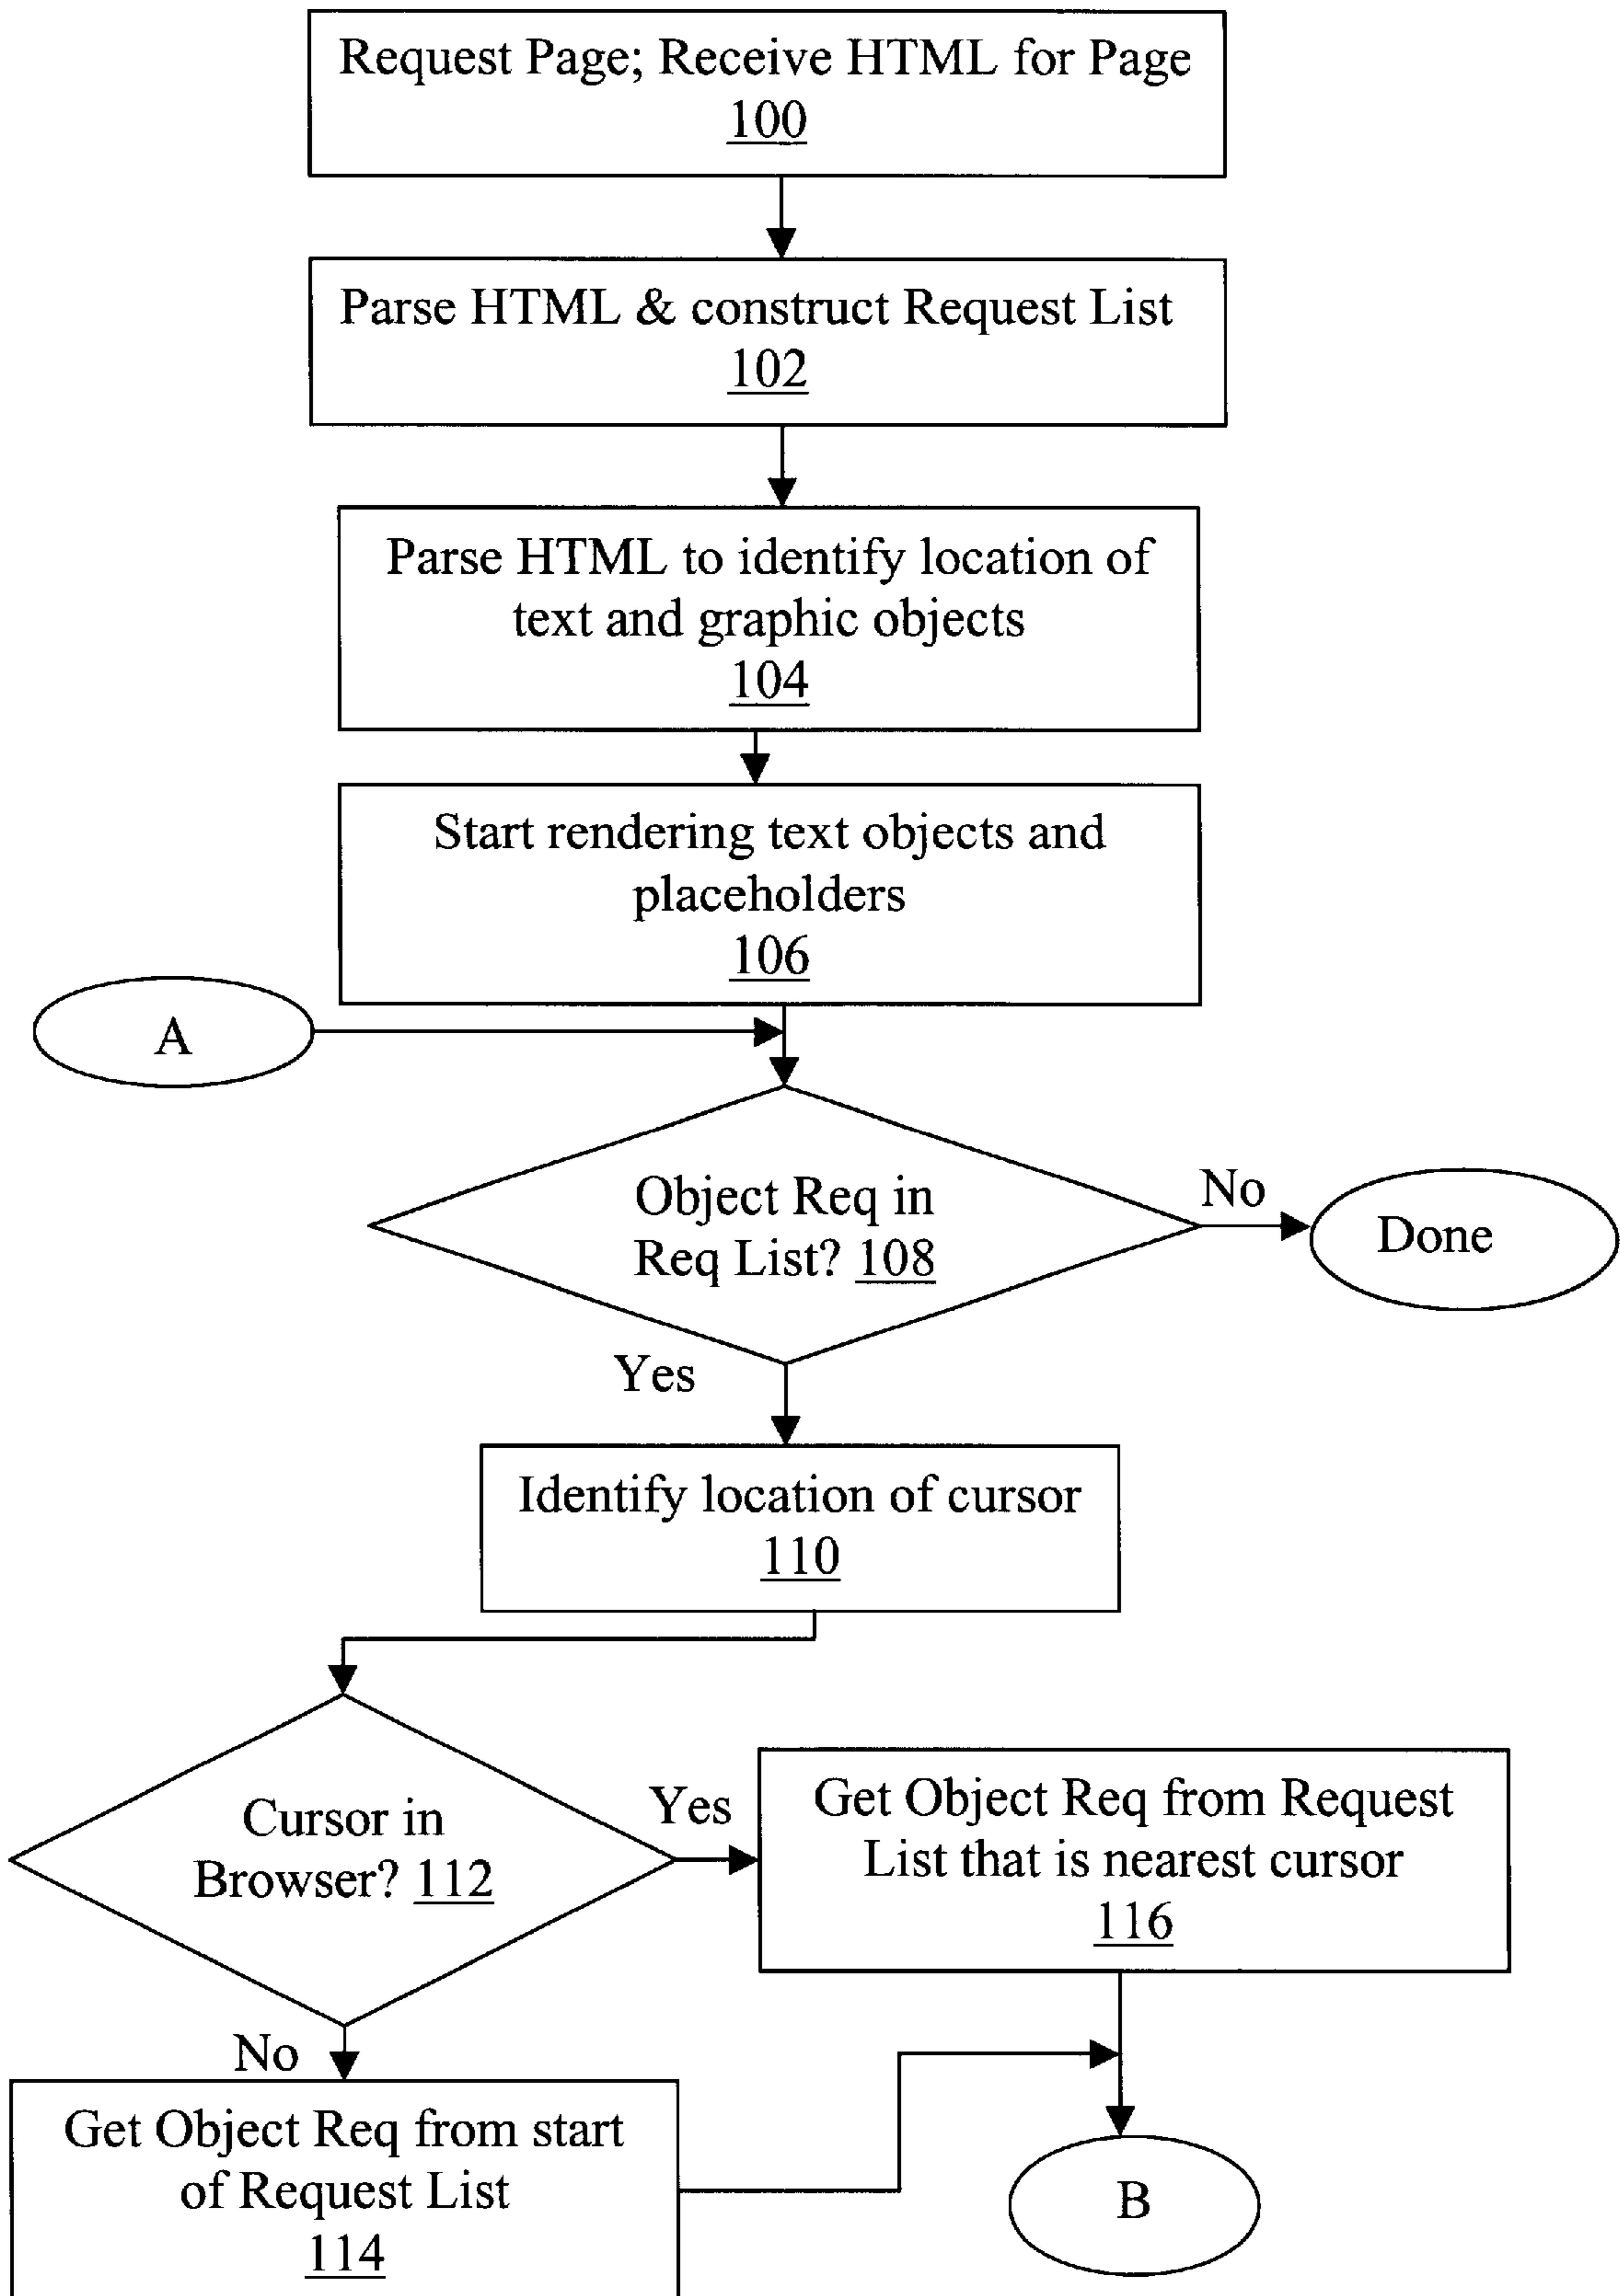 Request Page; Receive HTML for Page
100
Parse HTML & construct Request List
102
Parse HTML to identify location of
text and graphic objects
104
Start rendering text objects and
placeholders
106
A
Object Req in
Req List? 108
No
Done
Yes
Identify location of cursor
110
Cursor in
Browser? 112
Yes
Get Object Req from Request
List that is nearest cursor
116
No
Get Object Req from start
of Request List
114
B